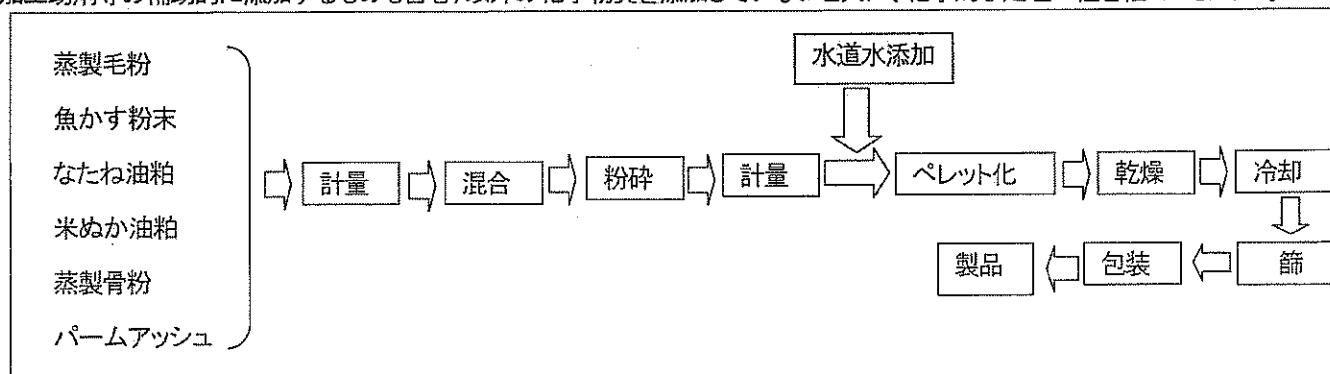 蒸製毛粉
魚かす粉末
なたね油粕
米ぬか油粕
蒸製骨粉
パームアッシュ
水道水添加
計量
混合
粉砕
計量
ペレット化
乾燥
冷却
篩
包装
製品